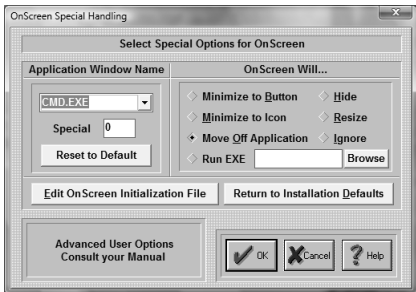 OnScreen Special Handling
Select Special Options for OnScreen
Application Window Name
OnScreen Will...
CMD.EXE
Special 0
Reset to Default
Minimize to Button
Hide
Minimize to Icon
Resize
Move Off Application
Ignore
Run EXE
Browse
Edit OnScreen Initialization File
Return to Installation Defaults
Advanced User Options
Consult your Manual
OK
Cancel
Help